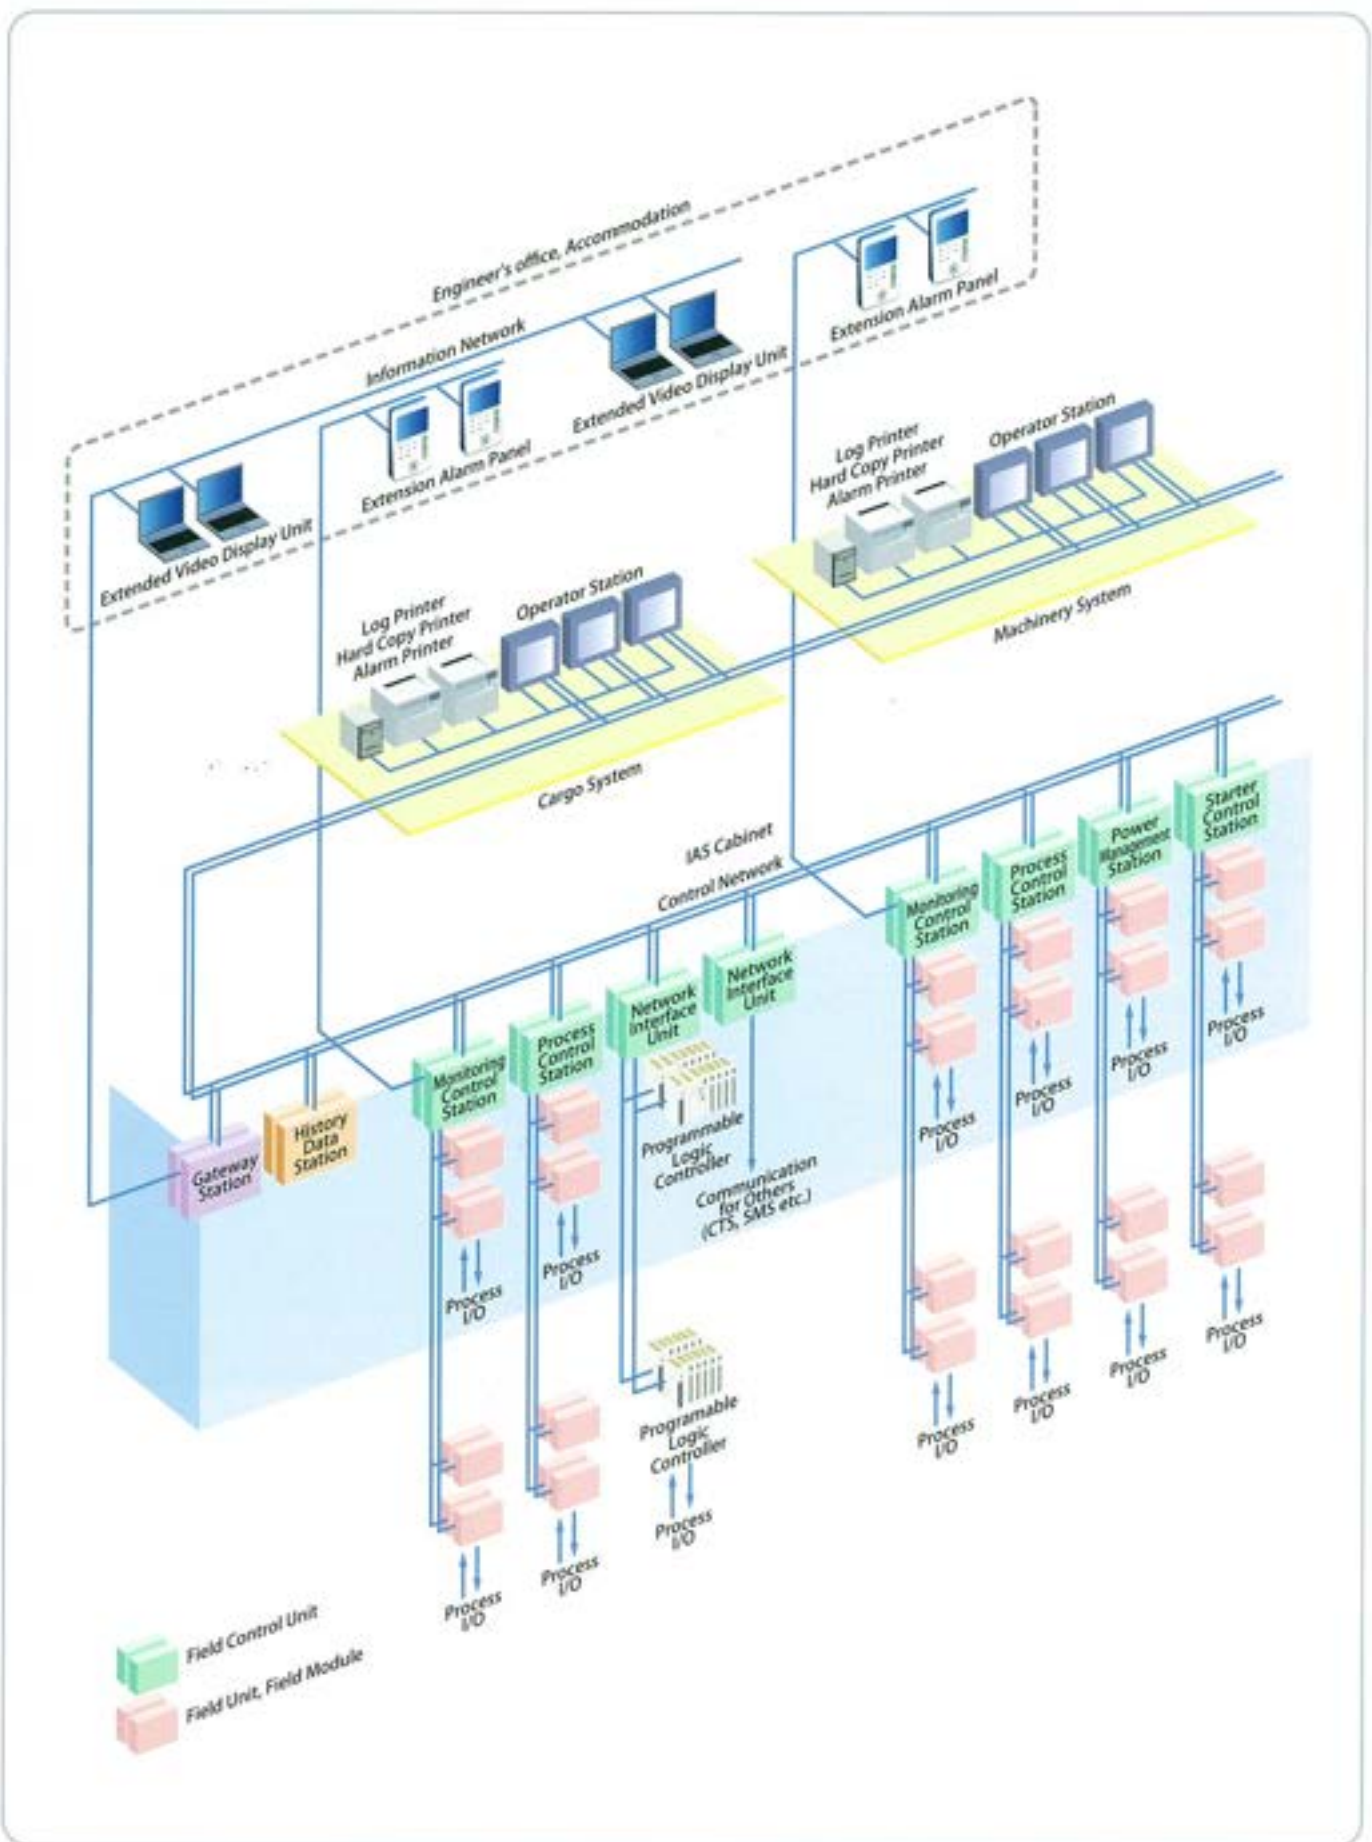 Engineer's office, Accommodation
Information Network
Extension Alarm Panel
Extended Video Display Unit
Extension Alarm Panel
Extended Video Display Unit
Log Printer
Hard Copy Printer
Alarm Printer
Operator Station
Machinery System
Log Printer
Hard Copy Printer
Alarm Printer
Operator Station
Cargo System
IAS Cabinet
Control Network
Gateway
Station
History
Data
Station
Monitoring
Control
Station
Process
Control
Station
Network
Interface
Unit
Network
Interface
Unit
Monitoring
Control
Station
Process
Control
Station
Power
Management
Station
Starter
Control
Station
Programmable
Logic
Controller
Communication
for Others
(CTS, SMS etc.)
Process
I/O
Process
I/O
Process
I/O
Process
I/O
Process
I/O
Process
I/O
Programable
Logic
Controller
Process
I/O
Process
I/O
Process
I/O
Process
I/O
Process
I/O
Process
I/O
Process
I/O
Field Control Unit
Field Unit, Field Module